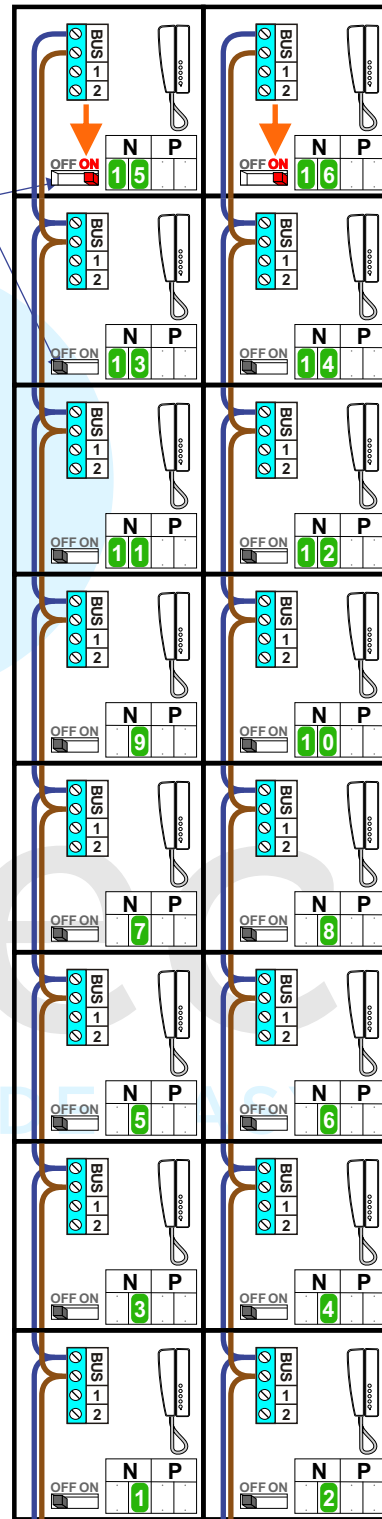 BUS
1
2
N P
OFF ON 15
BUS
1
2
N P
OFF ON 16
BUS
1
2
N P
OFF ON 13
BUS
1
2
N P
OFF ON 14
BUS
1
2
N P
OFF ON 11
BUS
1
2
N P
OFF ON 12
BUS
1
2
N P
OFF ON 9
BUS
1
2
N P
OFF ON 10
BUS
1
2
N P
OFF ON 7
BUS
1
2
N P
OFF ON 8
BUS
1
2
N P
OFF ON 5
BUS
1
2
N P
OFF ON 6
BUS
1
2
N P
OFF ON 3
BUS
1
2
N P
OFF ON 4
BUS
1
2
N P
OFF ON 1
BUS
1
2
N P
OFF ON 2